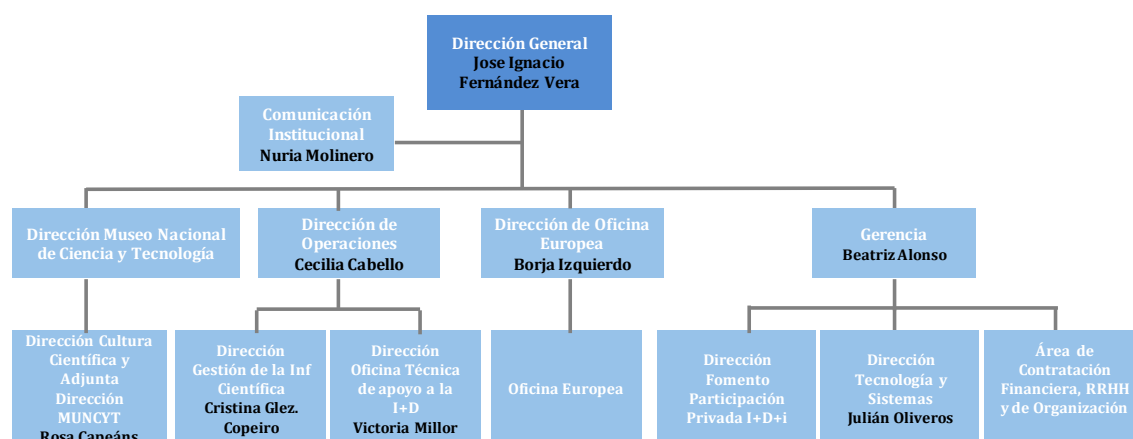 Dirección General
Jose Ignacio
Fernández Vera
Comunicación
Institucional
Nuria Molinero
Dirección Museo Nacional
de Ciencia y Tecnología
Dirección de
Operaciones
Cecilia Cabello
Dirección de Oficina
Europea
Borja Izquierdo
Gerencia
Beatriz Alonso
Dirección Cultura
Científica y
Adjunta
Dirección
MUNCYT
Rosa Capeáns
Dirección
Gestión de la Inf
Científica
Cristina Glez.
Copeiro
Dirección
Oficina Técnica
de apoyo a la
I+D
Victoria Millor
Oficina Europea
Dirección
Fomento
Participación
Privada I+D+i
Dirección
Tecnología y
Sistemas
Julián Oliveros
Área de
Contratación
Financiera, RRHH
y de Organización